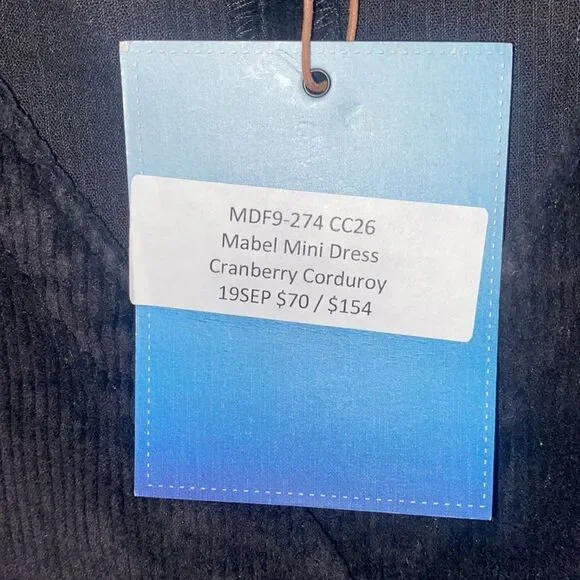 MDF9-274 CC26
Mabel Mini Dress
Cranberry Corduroy
19SEP $70 / $154